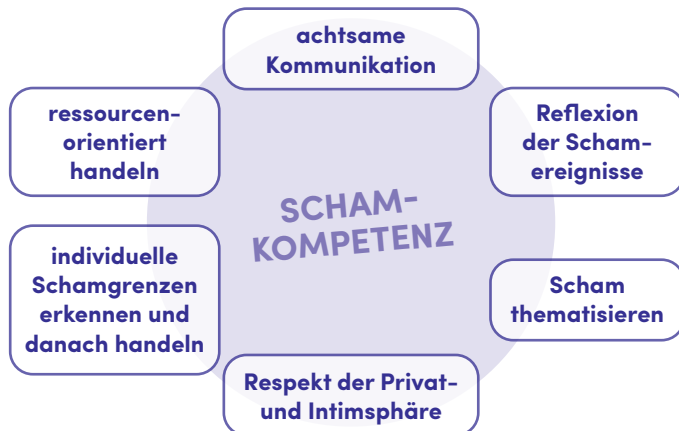 achtsame
Kommunikation
Reflexion
der Scham-
ereignisse
Scham
thematisieren
Respekt der Privat-
und Intimsphäre
individuelle
Schamgrenzen
erkennen und
danach handeln
ressourcen-
orientiert
handeln
SCHAM-
KOMPETENZ